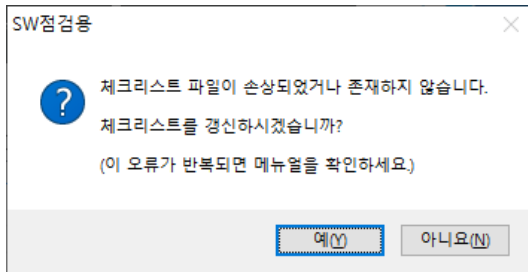 SW점검용
체크리스트 파일이 손상되었거나 존재하지 않습니다.
체크리스트를 갱신하시겠습니까?
(이 오류가 반복되면 메뉴얼을 확인하세요.)
예(Y)
아니요(N)